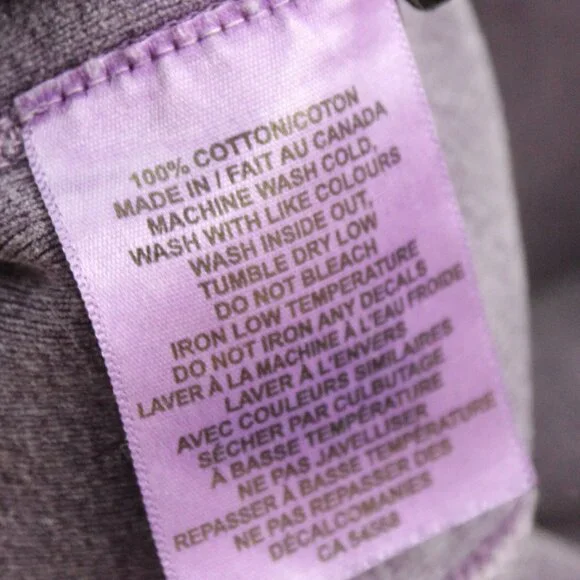 100% COTTON/COTON
MADE IN / FAIT AU CANADA
MACHINE WASH COLD,
WASH WITH LIKE COLOURS
WASH INSIDE OUT,
TUMBLE DRY LOW
DO NOT BLEACH
IRON LOW TEMPERATURE
DO NOT IRON ANY DECALS
LAVER À LA MACHINE À L'EAU FROIDE
LAVER À L'ENVERS
AVEC COULEURS SIMILAIRES
SÉCHER PAR CULBUTAGE
À BASSE TEMPÉRATURE
NE PAS JAVELLISER
REPASSER À BASSE TEMPÉRATURE
NE PAS REPASSER DES
DÉCALCOMANIES
CA 54568